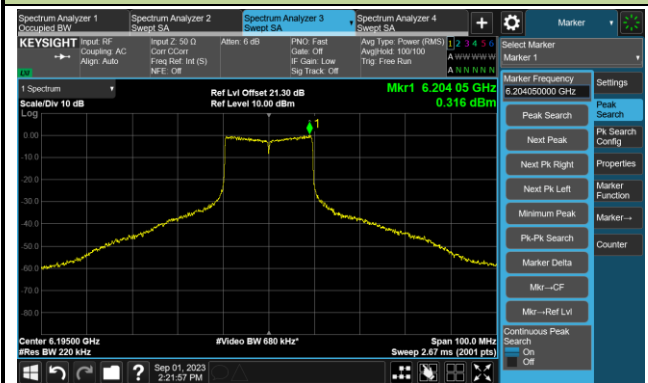 Spectrum Analyzer 1
Occupied BW
Spectrum Analyzer 2
Swept SA
Spectrum Analyzer 3
Swept SA
Spectrum Analyzer 4
Swept SA
Marker
KEYSIGHT
Input: RF
Coupling: AC
Align: Auto
Input Z: 50 Ω
Corr CCorr
Freq Ref: Int (S)
NFE: Off
Atten: 6 dB
PNO: Fast
Gate: Off
IF Gain: Low
Sig Track: Off
Avg Type: Power (RMS)
Avg|Hold: 100/100
Trig: Free Run
1 2 3 4 5 6
A W W W W W
A N N N N N
Select Marker
Marker 1
1 Spectrum
Scale/Div 10 dB
Log
Ref Lvl Offset 21.30 dB
Ref Level 10.00 dBm
Mkr1 6.204 05 GHz
0.316 dBm
1
0.00
-10.0
-20.0
-30.0
-40.0
-50.0
-60.0
-70.0
-80.0
Center 6.19500 GHz
#Res BW 220 kHz
#Video BW 680 kHz*
Span 100.0 MHz
Sweep 2.67 ms (2001 pts)
Marker Frequency
6.204050000 GHz
Peak Search
Next Peak
Next Pk Right
Next Pk Left
Minimum Peak
Pk-Pk Search
Marker Delta
Mkr→CF
Mkr→Ref Lvl
Continuous Peak
Search
On
Off
Settings
Peak
Search
Pk Search
Config
Properties
Marker
Function
Marker→
Counter
?
Sep 01, 2023
2:21:57 PM